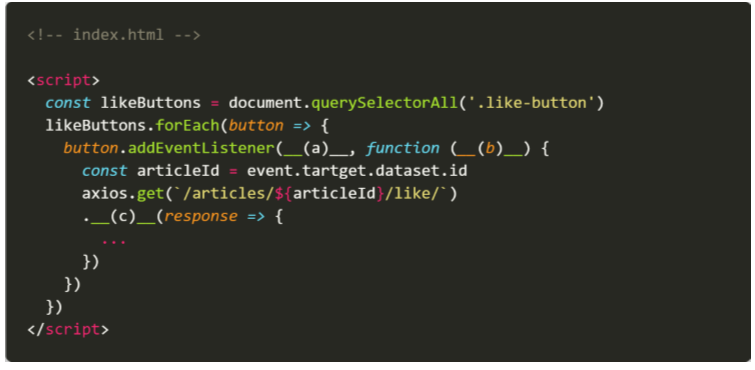 <!-- index.html -->
<script>
const likeButtons = document.querySelectorAll('.like-button')
likeButtons.forEach(button => {
button.addEventListener(__(a)__, function (__(b)__) {
const articleId = event.tartget.dataset.id
axios.get(`/articles/${articleId}/like/`)
.__(c)__(response => {
...
})
})
})
</script>